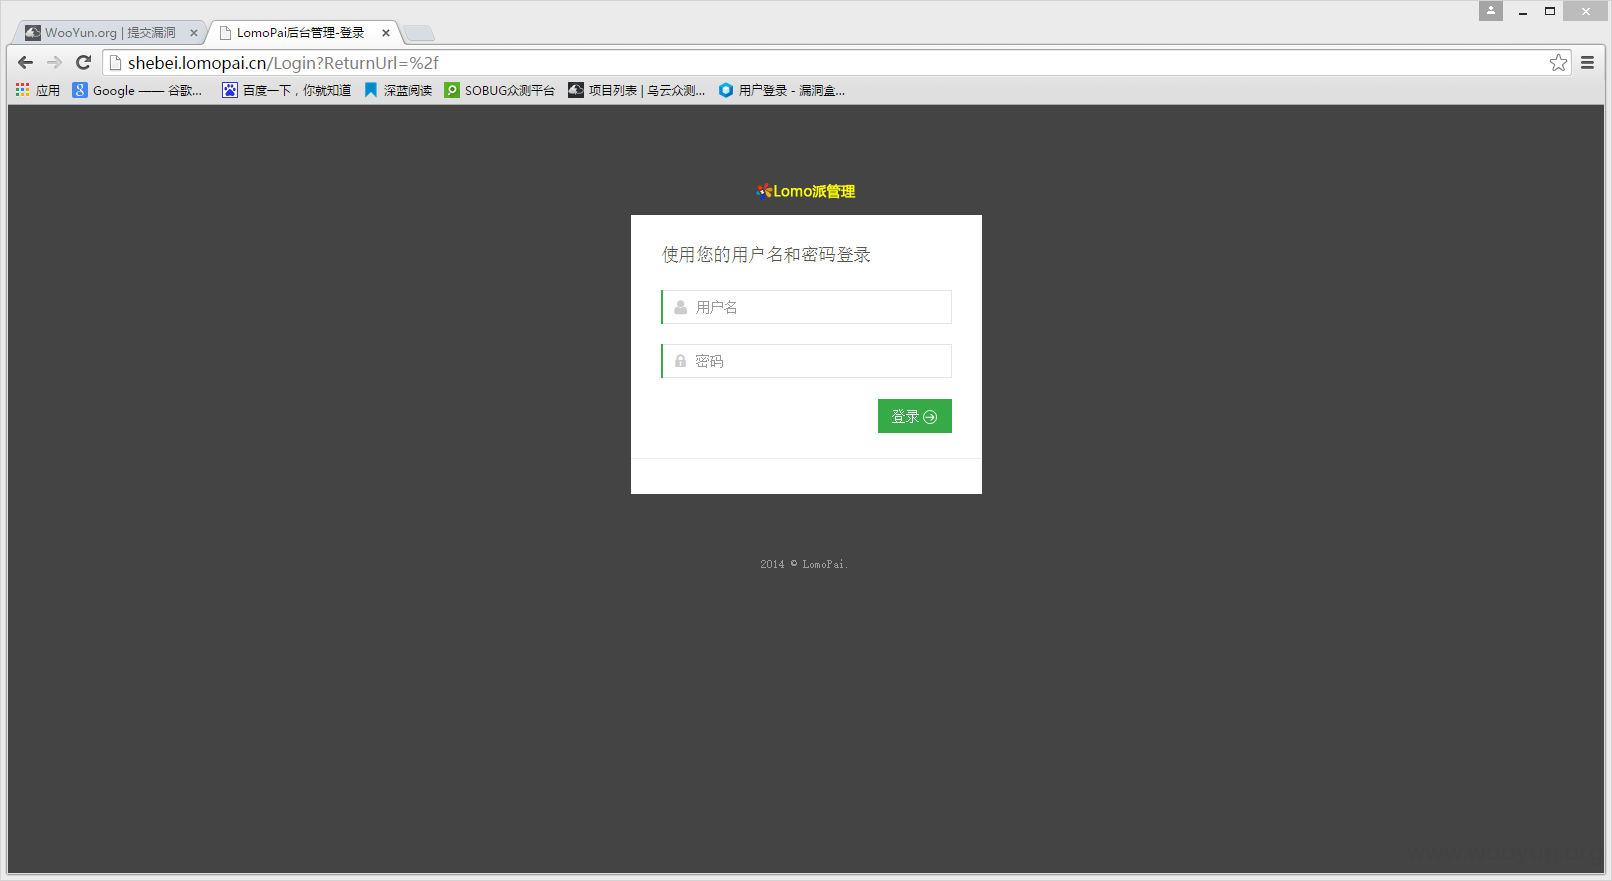 WooYun.org | 提交漏洞
LomoPai后台管理-登录
shebei.lomopai.cn/Login?ReturnUrl=%2f
应用
Google —— 谷歌...
百度一下，你就知道
深蓝阅读
SOBUG众测平台
项目列表 | 乌云众测...
用户登录 - 漏洞盒...
Lomo派管理
使用您的用户名和密码登录
用户名
密码
登录
2014 © LomoPai.